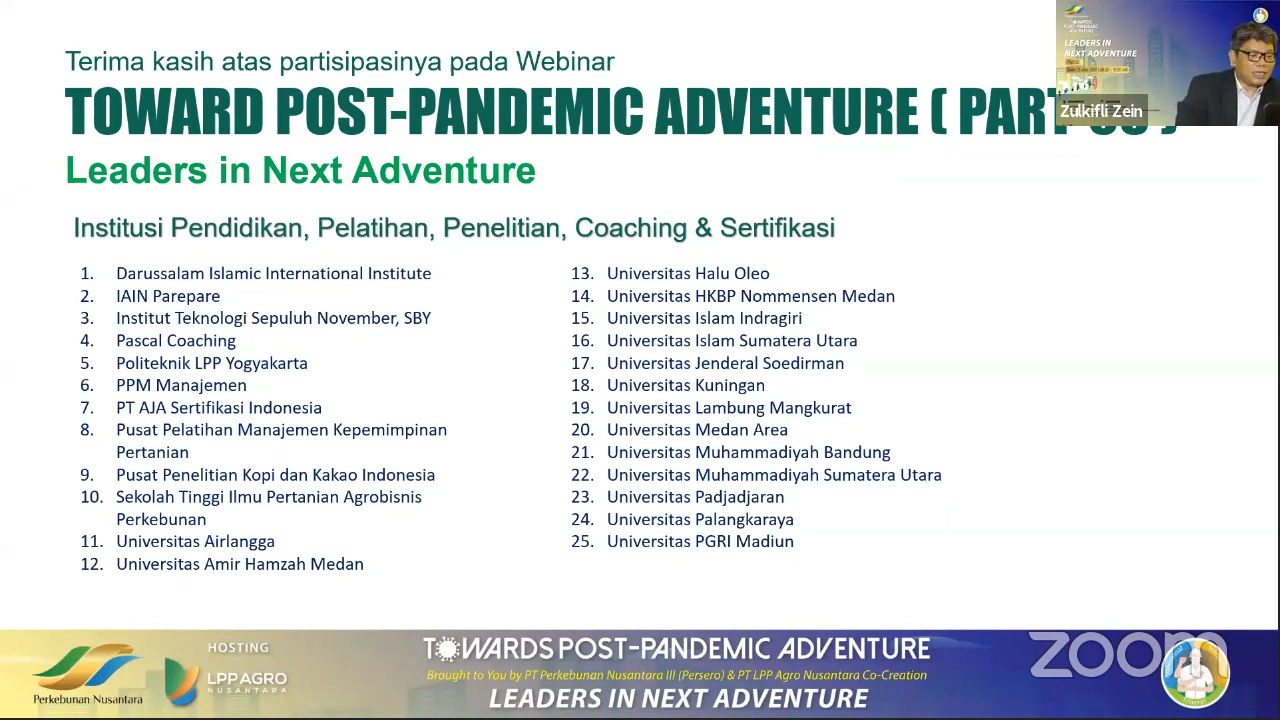 Terima kasih atas partisipasinya pada Webinar
TOWARD POST-PANDEMIC ADVENTURE ( PART
Leaders in Next Adventure
Institusi Pendidikan, Pelatihan, Penelitian, Coaching & Sertifikasi
1. Darussalam Islamic International Institute
2. IAIN Parepare
3. Institut Teknologi Sepuluh November, SBY
4. Pascal Coaching
5. Politeknik LPP Yogyakarta
6. PPM Manajemen
7. PT AJA Sertifikasi Indonesia
8. Pusat Pelatihan Manajemen Kepemimpinan
Pertanian
9. Pusat Penelitian Kopi dan Kakao Indonesia
10. Sekolah Tinggi Ilmu Pertanian Agrobisnis
Perkebunan
11. Universitas Airlangga
12. Universitas Amir Hamzah Medan
13. Universitas Halu Oleo
14. Universitas HKBP Nommensen Medan
15. Universitas Islam Indragiri
16. Universitas Islam Sumatera Utara
17. Universitas Jenderal Soedirman
18. Universitas Kuningan
19. Universitas Lambung Mangkurat
20. Universitas Medan Area
21. Universitas Muhammadiyah Bandung
22. Universitas Muhammadiyah Sumatera Utara
23. Universitas Padjadjaran
24. Universitas Palangkaraya
25. Universitas PGRI Madiun
TOWARDS
POST-PANDEMIC
ADVENTURE
LEADERS IN
NEXT ADVENTURE
Zulkifli Zein
Perkebunan Nusantara
HOSTING
LPP AGRO
NUSANTARA
TOWARDS POST-PANDEMIC ADVENTURE
Brought to You by PT Perkebunan Nusantara III (Persero) & PT LPP Agro Nusantara Co-Creation
LEADERS IN NEXT ADVENTURE
zoom